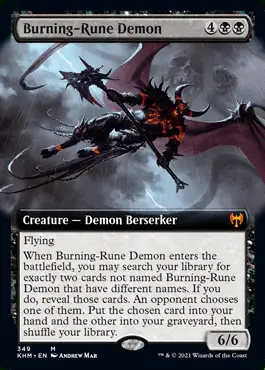 Burning-Rune Demon 4
Creature — Demon Berserker
Flying
When Burning-Rune Demon enters the
battlefield, you may search your library for
exactly two cards not named Burning-Rune
Demon that have different names. If you
do, reveal those cards. An opponent chooses
one of them. Put the chosen card into your
hand and the other into your graveyard, then
shuffle your library.
6/6
349 M
KHM • EN ANDREW MAR
™ & © 2021 Wizards of the Coast